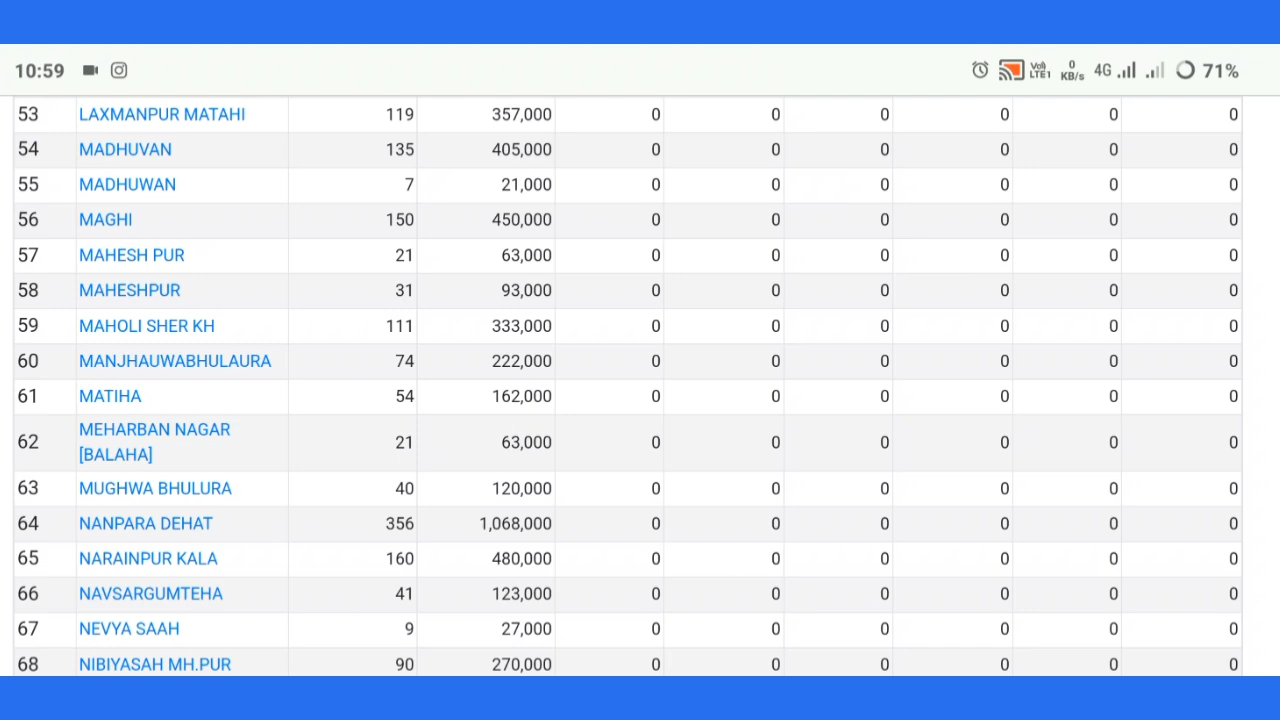 10:59 Vo) LTE1 0 KB/s 4G 71%
53 LAXMANPUR MATAHI 119 357,000 0 0 0 0 0 0
54 MADHUVAN 135 405,000 0 0 0 0 0 0
55 MADHUWAN 7 21,000 0 0 0 0 0 0
56 MAGHI 150 450,000 0 0 0 0 0 0
57 MAHESH PUR 21 63,000 0 0 0 0 0 0
58 MAHESHPUR 31 93,000 0 0 0 0 0 0
59 MAHOLI SHER KH 111 333,000 0 0 0 0 0 0
60 MANJHAUWABHULAURA 74 222,000 0 0 0 0 0 0
61 MATIHA 54 162,000 0 0 0 0 0 0
62 MEHARBAN NAGAR 21 63,000 0 0 0 0 0 0
[BALAHA]
63 MUGHWA BHULURA 40 120,000 0 0 0 0 0 0
64 NANPARA DEHAT 356 1,068,000 0 0 0 0 0 0
65 NARAINPUR KALA 160 480,000 0 0 0 0 0 0
66 NAVSARGUMTEHA 41 123,000 0 0 0 0 0 0
67 NEVYA SAAH 9 27,000 0 0 0 0 0 0
68 NIBIYASAH MH.PUR 90 270,000 0 0 0 0 0 0